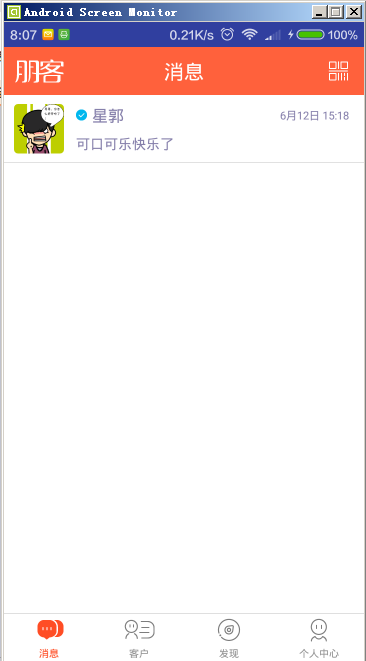 Android Screen Monitor
8:07 0.21K/s 100%
朋客 消息
星郭 6月12日 15:18
可口可乐快乐了
消息 客户 发现 个人中心